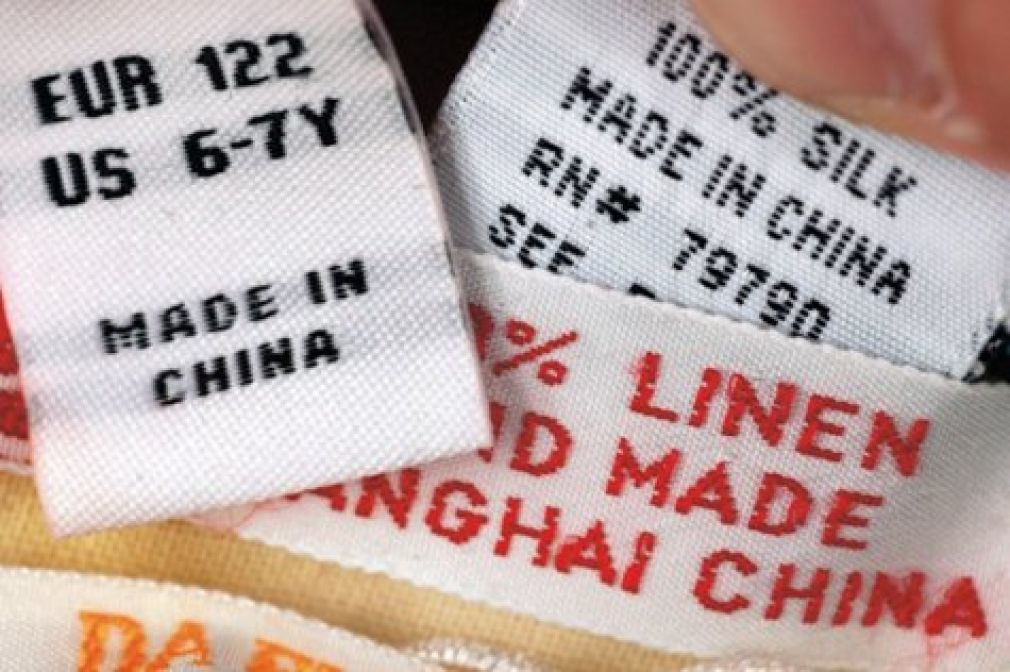 EUR 122
US 6-7Y
MADE IN
CHINA
100% SILK
MADE IN CHINA
RN# 79790
SEE
% LINEN
MADE
CHINA
DA